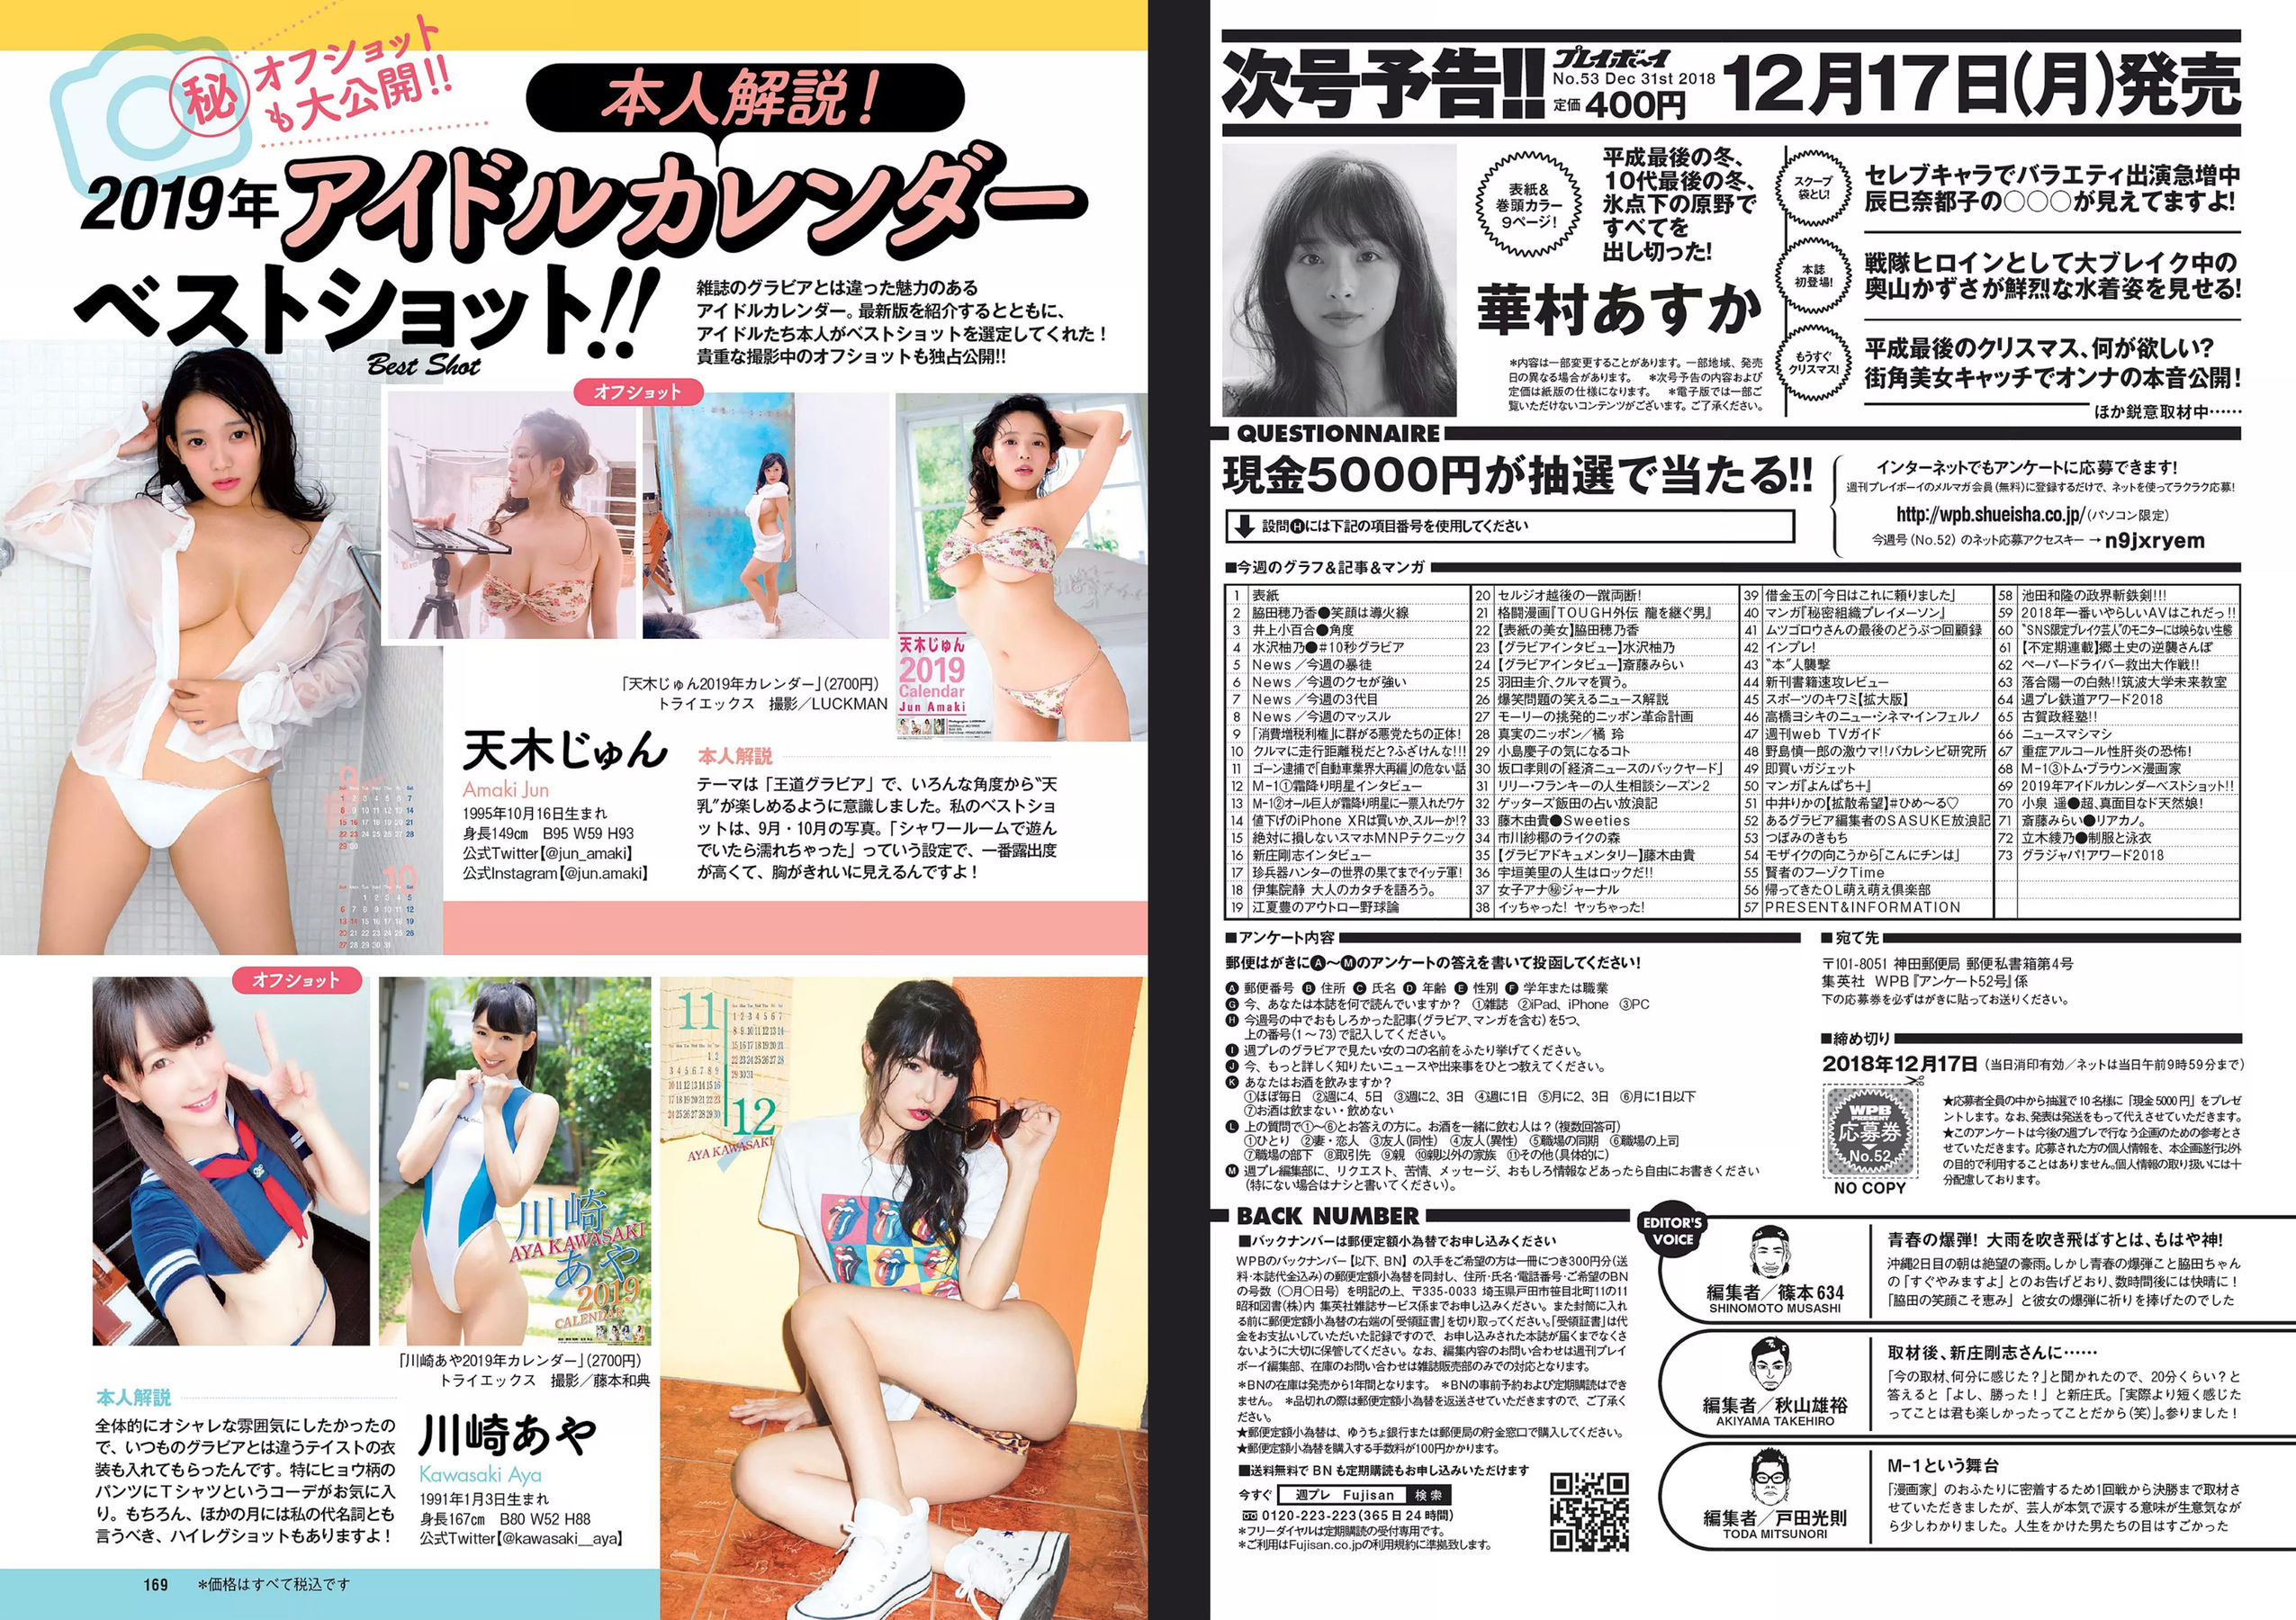 ㊙オフショット
も大公開!!
本人解説!
2019年アイドルカレンダー
ベストショット!!
Best Shot
雑誌のグラビアとは違った魅力のある
アイドルカレンダー。最新版を紹介するとともに、
アイドルたち本人がベストショットを選定してくれた!
貴重な撮影中のオフショットも独占公開!!
オフショット
天木じゅん
2019
Calendar
Jun Amaki
「天木じゅん2019年カレンダー」(2700円)
トライエックス 撮影/LUCKMAN
天木じゅん
Amaki Jun
1995年10月16日生まれ
身長149㎝ B95 W59 H93
公式Twitter【@jun_amaki】
公式Instagram【@jun.amaki】
本人解説
テーマは「王道グラビア」で、いろんな角度から“天
乳”が楽しめるように意識しました。私のベストショ
ットは、9月・10月の写真。「シャワールームで遊ん
でいたら濡れちゃった」っていう設定で、一番露出度
が高くて、胸がきれいに見えるんですよ!
9
10
オフショット
川崎あや
AYA KAWASAKI
2019
CALENDAR
11
12
AYA KAWASAKI
「川崎あや2019年カレンダー」(2700円)
トライエックス 撮影/藤本和典
本人解説
全体的にオシャレな雰囲気にしたかったの
で、いつものグラビアとは違うテイストの衣
装も入れてもらったんです。特にヒョウ柄の
パンツにTシャツというコーデがお気に入
り。もちろん、ほかの月には私の代名詞とも
言うべき、ハイレグショットもありますよ!
川崎あや
Kawasaki Aya
1991年1月3日生まれ
身長167㎝ B80 W52 H88
公式Twitter【@kawasaki__aya】
169 *価格はすべて税込です
次号予告!!
プレイボーイ
No.53 Dec 31st 2018
定価400円
12月17日(月)発売
表紙&
巻頭カラー
9ページ!
平成最後の冬、
10代最後の冬、
氷点下の原野で
すべてを
出し切った!
華村あすか
*内容は一部変更することがあります。一部地域、発売
日の異なる場合があります。 *次号予告の内容および
定価は紙版の仕様になります。 *電子版では一部ご
覧いただけないコンテンツがございます。ご了承ください。
スクープ
袋とじ!
セレブキャラでバラエティ出演急増中
辰巳奈都子の○○○が見えてますよ!
本誌
初登場!
戦隊ヒロインとして大ブレイク中の
奥山かずさが鮮烈な水着姿を見せる!
もうすぐ
クリスマス!
平成最後のクリスマス、何が欲しい?
街角美女キャッチでオンナの本音公開!
ほか鋭意取材中……
QUESTIONNAIRE
現金5000円が抽選で当たる!!
設問Ⓗには下記の項目番号を使用してください
インターネットでもアンケートに応募できます!
週刊プレイボーイのメルマガ会員(無料)に登録するだけで、ネットを使ってラクラク応募!
http://wpb.shueisha.co.jp/(パソコン限定)
今週号(No.52)のネット応募アクセスキー→n9jxryem
■今週のグラフ&記事&マンガ
1 表紙
2 脇田穂乃香●笑顔は導火線
3 井上小百合●角度
4 水沢柚乃●#10秒グラビア
5 News/今週の暴徒
6 News/今週のクセが強い
7 News/今週の3代目
8 News/今週のマッスル
9 「消費増税利権」に群がる悪党たちの正体!
10 クルマに走行距離税だと?ふざけんな!!!
11 ゴーン逮捕で「自動車業界大再編」の危ない話
12 M-1①霜降り明星インタビュー
13 M-1②オール巨人が霜降り明星に一票入れたワケ
14 値下げのiPhone XRは買いか、スルーか!?
15 絶対に損しないスマホMNPテクニック
16 新庄剛志インタビュー
17 珍兵器ハンターの世界の果てまでイッテ軍!
18 伊集院静 大人のカタチを語ろう。
19 江夏豊のアウトロー野球論
20 セルジオ越後の一蹴両断!
21 格闘漫画『TOUGH外伝 龍を継ぐ男』
22 【表紙の美女】脇田穂乃香
23 【グラビアインタビュー】水沢柚乃
24 【グラビアインタビュー】斎藤みらい
25 羽田圭介、クルマを買う。
26 爆笑問題の笑えるニュース解説
27 モーリーの挑発的ニッポン革命計画
28 真実のニッポン/橘 玲
29 小島慶子の気になるコト
30 坂口孝則の「経済ニュースのバックヤード」
31 リリー・フランキーの人生相談シーズン2
32 ゲッターズ飯田の占い放浪記
33 藤木由貴●Sweeties
34 市川紗椰のライクの森
35 【グラビアドキュメンタリー】藤木由貴
36 宇垣美里の人生はロックだ!!
37 女子アナ㊙ジャーナル
38 イッちゃった! ヤッちゃった!
39 借金玉の「今日はこれに頼りました」
40 マンガ『秘密組織プレイメーソン』
41 ムツゴロウさんの最後のどうぶつ回顧録
42 インプレ!
43 “本”人襲撃
44 新刊書籍速攻レビュー
45 スポーツのキワミ【拡大版】
46 高橋ヨシキのニュー・シネマ・インフェルノ
47 週刊web TVガイド
48 野島慎一郎の激ウマ!!バカレシピ研究所
49 即買いガジェット
50 マンガ『よんぱち+』
51 中井りかの【拡散希望】#ひめ〜る♡
52 あるグラビア編集者のSASUKE放浪記
53 つぼみのきもち
54 モザイクの向こうから「こんにチンは」
55 賢者のフーゾクTime
56 帰ってきたOL萌え萌え倶楽部
57 PRESENT&INFORMATION
58 池田和隆の政界斬鉄剣!!!
59 2018年一番いやらしいAVはこれだっ!!
60 “SNS限定ブレイク芸人”のモニターには映らない生態
61 【不定期連載】郷土史の逆襲さんぽ
62 ペーパードライバー救出大作戦!!
63 落合陽一の白熱!!筑波大学未来教室
64 週プレ鉄道アワード2018
65 古賀政経塾!!
66 ニュースマシマシ
67 重症アルコール性肝炎の恐怖!
68 M-1③トム・ブラウン×漫画家
69 2019年アイドルカレンダーベストショット!!
70 小泉 遥●超、真面目なド天然娘!
71 斎藤みらい●リアカノ。
72 立木綾乃●制服と泳衣
73 グラジャパ!アワード2018
■アンケート内容
郵便はがきにⒶ〜Ⓜのアンケートの答えを書いて投函してください!
Ⓐ 郵便番号 Ⓑ 住所 Ⓒ 氏名 Ⓓ 年齢 Ⓔ 性別 Ⓕ 学年または職業
Ⓖ 今、あなたは本誌を何で読んでいますか? ①雑誌 ②iPad、iPhone ③PC
Ⓗ 今週号の中でおもしろかった記事(グラビア、マンガを含む)を5つ、
上の番号(1〜73)で記入してください。
Ⓘ 週プレのグラビアで見たい女のコの名前をふたり挙げてください。
Ⓙ 今、もっと詳しく知りたいニュースや出来事をひとつ教えてください。
Ⓚ あなたはお酒を飲みますか?
①ほぼ毎日 ②週に4、5日 ③週に2、3日 ④週に1日 ⑤月に2、3日 ⑥月に1日以下
⑦お酒は飲まない・飲めない
Ⓛ 上の質問で①〜⑥とお答えの方に。お酒を一緒に飲む人は?(複数回答可)
①ひとり ②妻・恋人 ③友人(同性) ④友人(異性) ⑤職場の同期 ⑥職場の上司
⑦職場の部下 ⑧取引先 ⑨親 ⑩親以外の家族 ⑪その他(具体的に)
Ⓜ 週プレ編集部に、リクエスト、苦情、メッセージ、おもしろ情報などあったら自由にお書きください
(特にない場合はナシと書いてください)。
■宛て先
〒101-8051 神田郵便局 郵便私書箱第4号
集英社 WPB『アンケート52号』係
下の応募券を必ずはがきに貼ってお送りください。
■締め切り
2018年12月17日(当日消印有効/ネットは当日午前9時59分まで)
WPB
応募券
No.52
NO COPY
★応募者全員の中から抽選で10名様に「現金5000円」をプレゼ
ントします。なお、発表は発送をもって代えさせていただきます。
★このアンケートは今後の週プレで行なう企画のための参考とさ
せていただきます。応募された方の個人情報を、本企画遂行以外
の目的で利用することはありません。個人情報の取り扱いには十
分配慮しております。
BACK NUMBER
■バックナンバーは郵便定額小為替でお申し込みください
WPBのバックナンバー【以下、BN】の入手をご希望の方は一冊につき300円分(送
料・本誌代金込み)の郵便定額小為替を同封し、住所・氏名・電話番号・ご希望のBN
の号数(○月○日号)を明記の上、〒335-0033 埼玉県戸田市笹目北町11の11
昭和図書(株)内 集英社雑誌サービス係までお申し込みください。また封筒に入れ
る前に郵便定額小為替の右端の「受領証書」を切り取ってください。「受領証書」は代
金をお支払いしていただいた記録ですので、お申し込みされた本誌が届くまでなくさ
ないように大切に保管してください。なお、編集内容のお問い合わせは週刊プレイ
ボーイ編集部、在庫のお問い合わせは雑誌販売部のみでの対応となります。
*BNの在庫は発売から1年間となります。 *BNの事前予約および定期購読はでき
ません。 *品切れの際は郵便定額小為替を返送させていただきますので、ご了承く
ださい。
★郵便定額小為替は、ゆうちょ銀行または郵便局の貯金窓口で購入してください。
★郵便定額小為替を購入する手数料が100円かかります。
■送料無料でBNも定期購読もお申し込みいただけます
今すぐ 週プレ Fujisan 検索
0120-223-223(365日24時間)
*フリーダイヤルは定期購読の受付専用です。
*ご利用はFujisan.co.jpの利用規約に準拠致します。
EDITOR'S
VOICE
編集者/篠本634
SHINOMOTO MUSASHI
青春の爆弾! 大雨を吹き飛ばすとは、もはや神!
沖縄2日目の朝は絶望の豪雨。しかし青春の爆弾こと脇田ちゃん
の「すぐやみますよ」とのお告げどおり、数時間後には快晴に!
「脇田の笑顔こそ恵み」と彼女の爆弾に祈りを捧げたのでした
編集者/秋山雄裕
AKIYAMA TAKEHIRO
取材後、新庄剛志さんに……
「今の取材、何分に感じた?」と聞かれたので、20分くらい?と
答えると「よし、勝った!」と新庄氏。「実際より短く感じた
ってことは君も楽しかったってことだから(笑)」。参りました!
編集者/戸田光則
TODA MITSUNORI
M-1という舞台
「漫画家」のおふたりに密着するため1回戦から決勝まで取材さ
せていただきましたが、芸人が本気で涙する意味が生意気なが
ら少しわかりました。人生をかけた男たちの目はすごかった